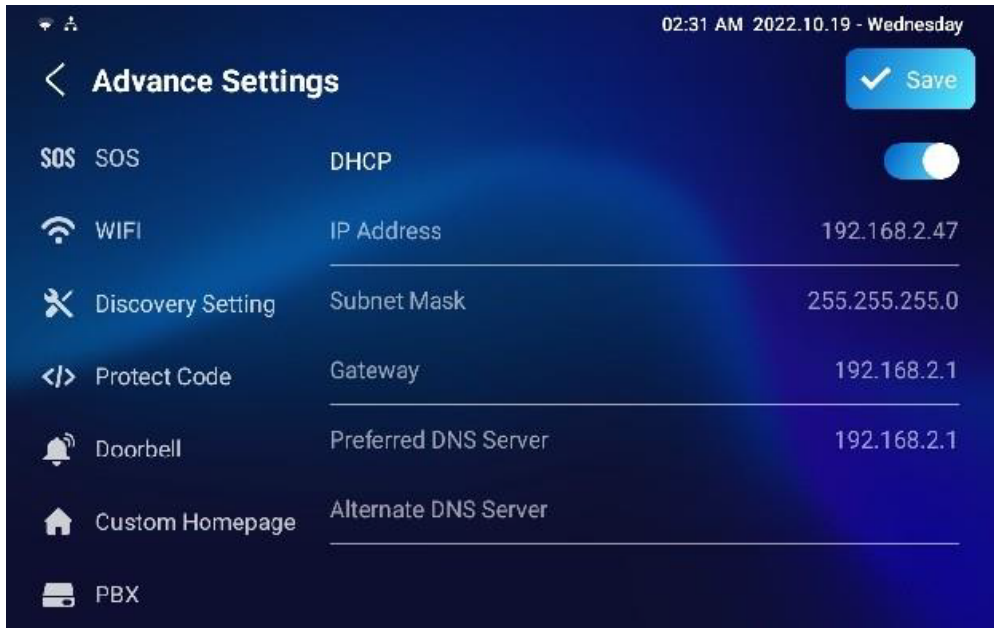 02:31 AM 2022.10.19 - Wednesday
Advance Settings
Save
SOS SOS
DHCP
WIFI
IP Address 192.168.2.47
Discovery Setting
Subnet Mask 255.255.255.0
</> Protect Code
Gateway 192.168.2.1
Doorbell
Preferred DNS Server 192.168.2.1
Custom Homepage
Alternate DNS Server
PBX